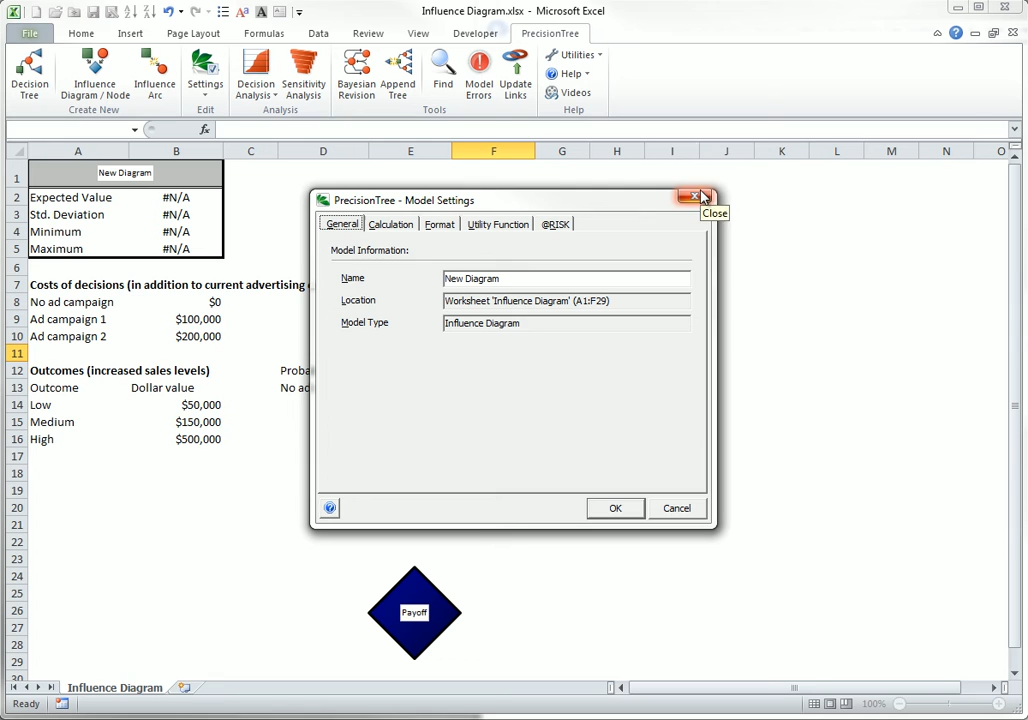 Influence Diagram.xlsx - Microsoft Excel
File Home Insert Page Layout Formulas Data Review View Developer PrecisionTree
Decision Tree
Influence Diagram / Node
Influence Arc
Create New
Settings
Edit
Decision Analysis
Sensitivity Analysis
Analysis
Bayesian Revision
Append Tree
Find
Model Errors
Update Links
Tools
Utilities
Help
Videos
Help
fx
A B C D E F G H I J K L M N O
1 New Diagram
2 Expected Value #N/A
3 Std. Deviation #N/A
4 Minimum #N/A
5 Maximum #N/A
6
7 Costs of decisions (in addition to current advertising
8 No ad campaign $0
9 Ad campaign 1 $100,000
10 Ad campaign 2 $200,000
11
12 Outcomes (increased sales levels) Proba
13 Outcome Dollar value No ad
14 Low $50,000
15 Medium $150,000
16 High $500,000
17
18
19
20
21
22
23
24
25
26
27
28
29
30
PrecisionTree - Model Settings
Close
General Calculation Format Utility Function @RISK
Model Information:
Name New Diagram
Location Worksheet 'Influence Diagram' (A1:F29)
Model Type Influence Diagram
OK Cancel
Payoff
Influence Diagram
Ready
100%